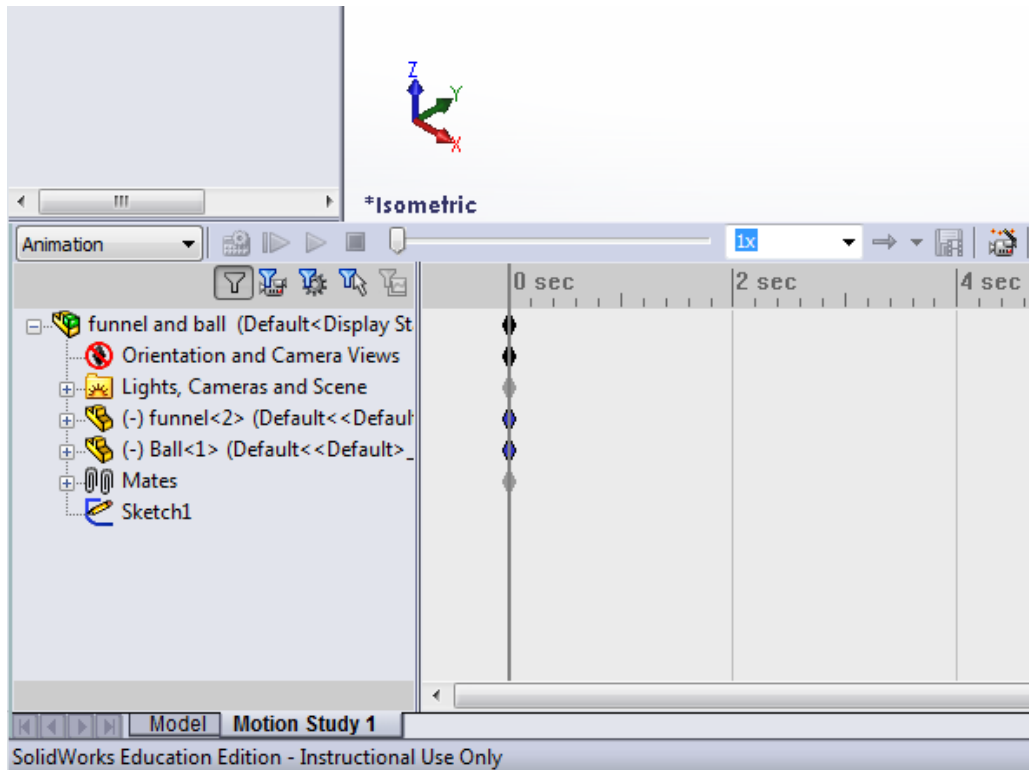 Z
Y
X
*Isometric
Animation
1x
0 sec 2 sec 4 sec
funnel and ball (Default<Display St
Orientation and Camera Views
Lights, Cameras and Scene
(-) funnel<2> (Default<<Default
(-) Ball<1> (Default<<Default>_
Mates
Sketch1
Model Motion Study 1
SolidWorks Education Edition - Instructional Use Only